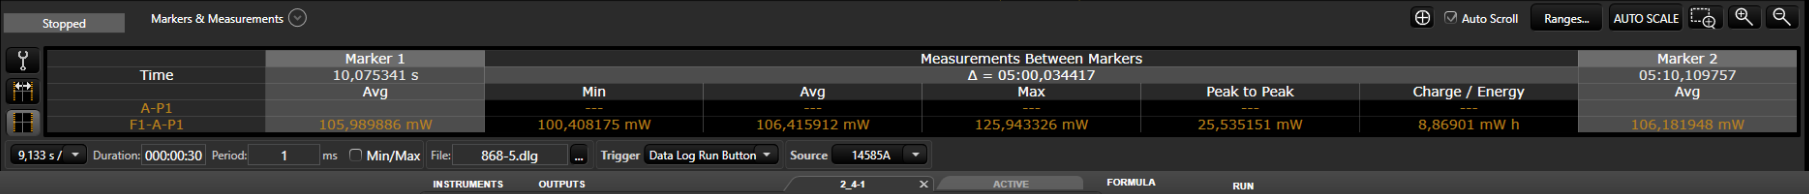 Stopped Markers & Measurements Auto Scroll Ranges... AUTO SCALE
Marker 1 Measurements Between Markers Marker 2
Time 10,075341 s Δ = 05:00,034417 05:10,109757
Avg Min Avg Max Peak to Peak Charge / Energy Avg
A-P1 --- --- --- --- ---
F1-A-P1 105,989886 mW 100,408175 mW 106,415912 mW 125,943326 mW 25,535151 mW 8,86901 mW h 106,181948 mW
9,133 s / Duration: 000:00:30 Period: 1 ms Min/Max File: 868-5.dlg ... Trigger Data Log Run Button Source 14585A
INSTRUMENTS OUTPUTS 2_4-1 ACTIVE FORMULA RUN